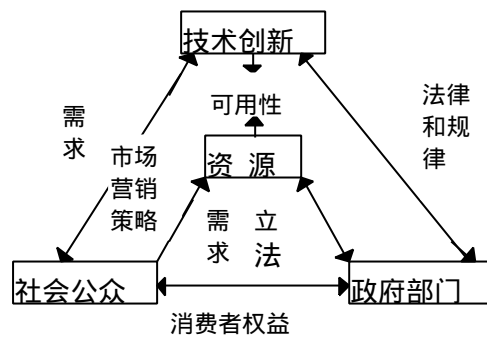 技术创新
可用性
需
求
法律
和规
律
市场
营销
策略
资 源
需 立
求 法
社会公众
政府部门
消费者权益